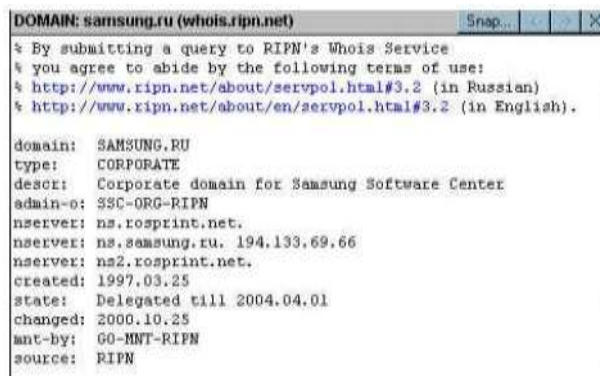 DOMAIN: samsung.ru (whois.ripn.net) Snap...
% By submitting a query to RIPN's Whois Service
% you agree to abide by the following terms of use:
% http://www.ripn.net/about/servpol.html#3.2 (in Russian)
% http://www.ripn.net/about/en/servpol.html#3.2 (in English).
domain: SAMSUNG.RU
type: CORPORATE
descr: Corporate domain for Samsung Software Center
admin-o: SSC-ORG-RIPN
nserver: ns.rosprint.net.
nserver: ns.samsung.ru. 194.133.69.66
nserver: ns2.rosprint.net.
created: 1997.03.25
state: Delegated till 2004.04.01
changed: 2000.10.25
mnt-by: GO-MNT-RIPN
source: RIPN